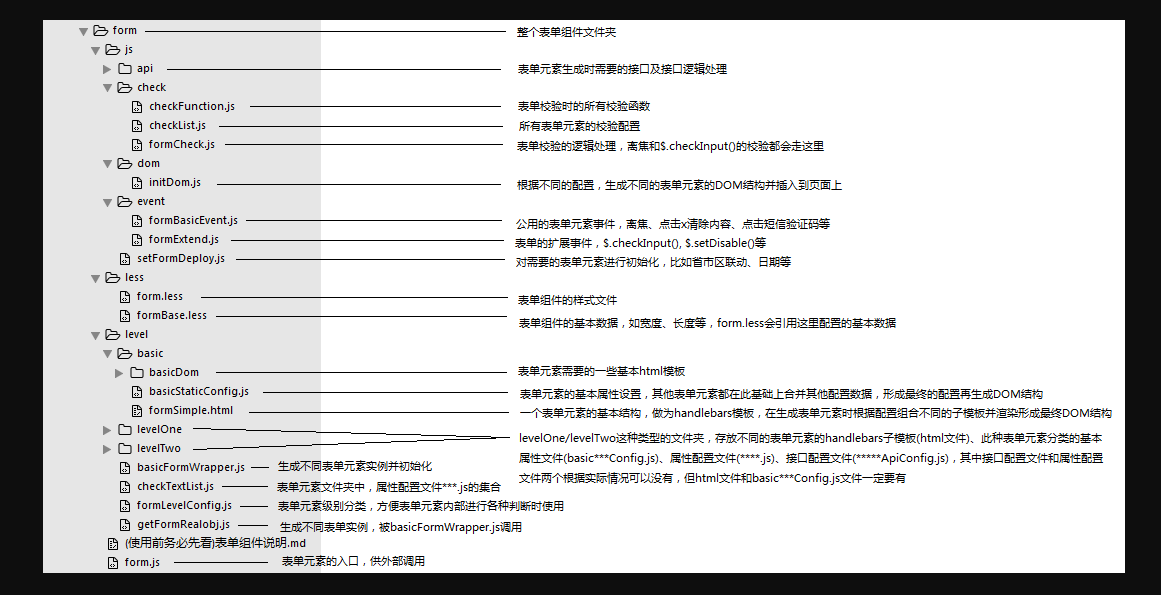 form 整个表单组件文件夹
js
api 表单元素生成时需要的接口及接口逻辑处理
check
checkFunction.js 表单校验时的所有校验函数
checkList.js 所有表单元素的校验配置
formCheck.js 表单校验的逻辑处理，离焦和$.checkInput()的校验都会走这里
dom
initDom.js 根据不同的配置，生成不同的表单元素的DOM结构并插入到页面上
event
formBasicEvent.js 公用的表单元素事件，离焦、点击x清除内容、点击短信验证码等
formExtend.js 表单的扩展事件，$.checkInput(), $.setDisable()等
setFormDeploy.js 对需要的表单元素进行初始化，比如首市区联动、日期等
less
form.less 表单组件的样式文件
formBase.less 表单组件的基本数据，如宽度、长度等，form.less会引用这里配置的基本数据
level
basic
basicDom 表单元素需要的一些基本html模板
basicStaticConfig.js 表单元素的基本属性设置，其他表单元素都在此基础上合并其他配置数据，形成最终的配置再生成DOM结构
formSimple.html 一个表单元素的基本结构，做为handlebars模板，在生成表单元素时根据配置组合不同的子模板并渲染形成最终DOM结构
levelOne
levelTwo
levelOne/levelTwo这种类型的文件夹，存放不同的表单元素的handlebars子模板(html文件)、此种表单元素分类的基本
属性文件(basic***Config.js)、属性配置文件(****.js)、接口配置文件(*****ApiConfig.js)，其中接口配置文件和属性配置
文件两个根据实际情况可以没有，但html文件和basic***Config.js文件一定要有
basicFormWrapper.js 生成不同表单元素实例并初始化
checkTextList.js 表单元素文件夹中，属性配置文件***.js的集合
formLevelConfig.js 表单元素级别分类，方便表单元素内部进行各种判断时使用
getFormRealobj.js 生成不同表单实例，被basicFormWrapper.js调用
(使用前务必先看)表单组件说明.md
form.js 表单元素的入口，供外部调用